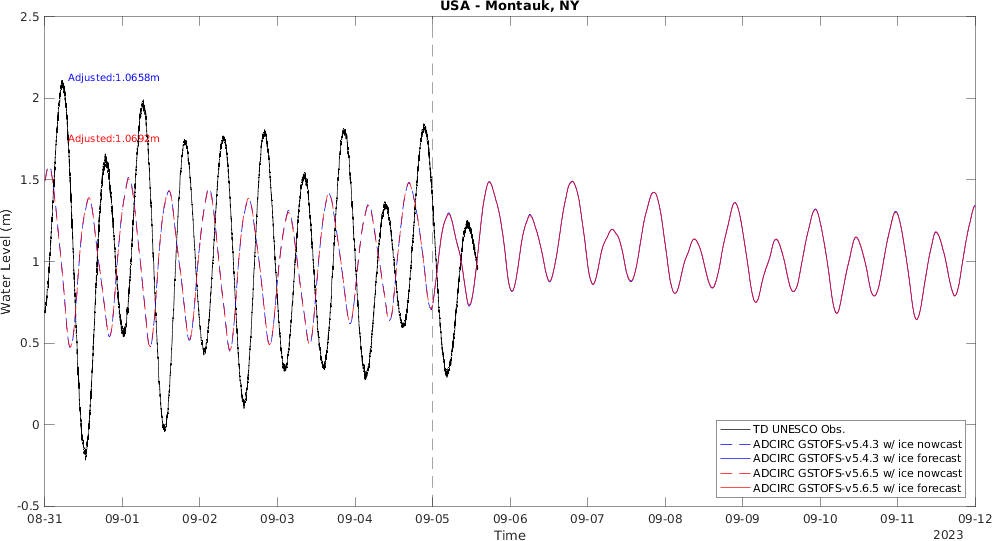 USA - Montauk, NY
2.5
2
1.5
1
0.5
0
-0.5
Water Level (m)
Adjusted:1.0658m
Adjusted:1.0692m
TD UNESCO Obs.
ADCIRC GSTOFS-v5.4.3 w/ ice nowcast
ADCIRC GSTOFS-v5.4.3 w/ ice forecast
ADCIRC GSTOFS-v5.6.5 w/ ice nowcast
ADCIRC GSTOFS-v5.6.5 w/ ice forecast
08-31 09-01 09-02 09-03 09-04 09-05 09-06 09-07 09-08 09-09 09-10 09-11 09-12
Time
2023